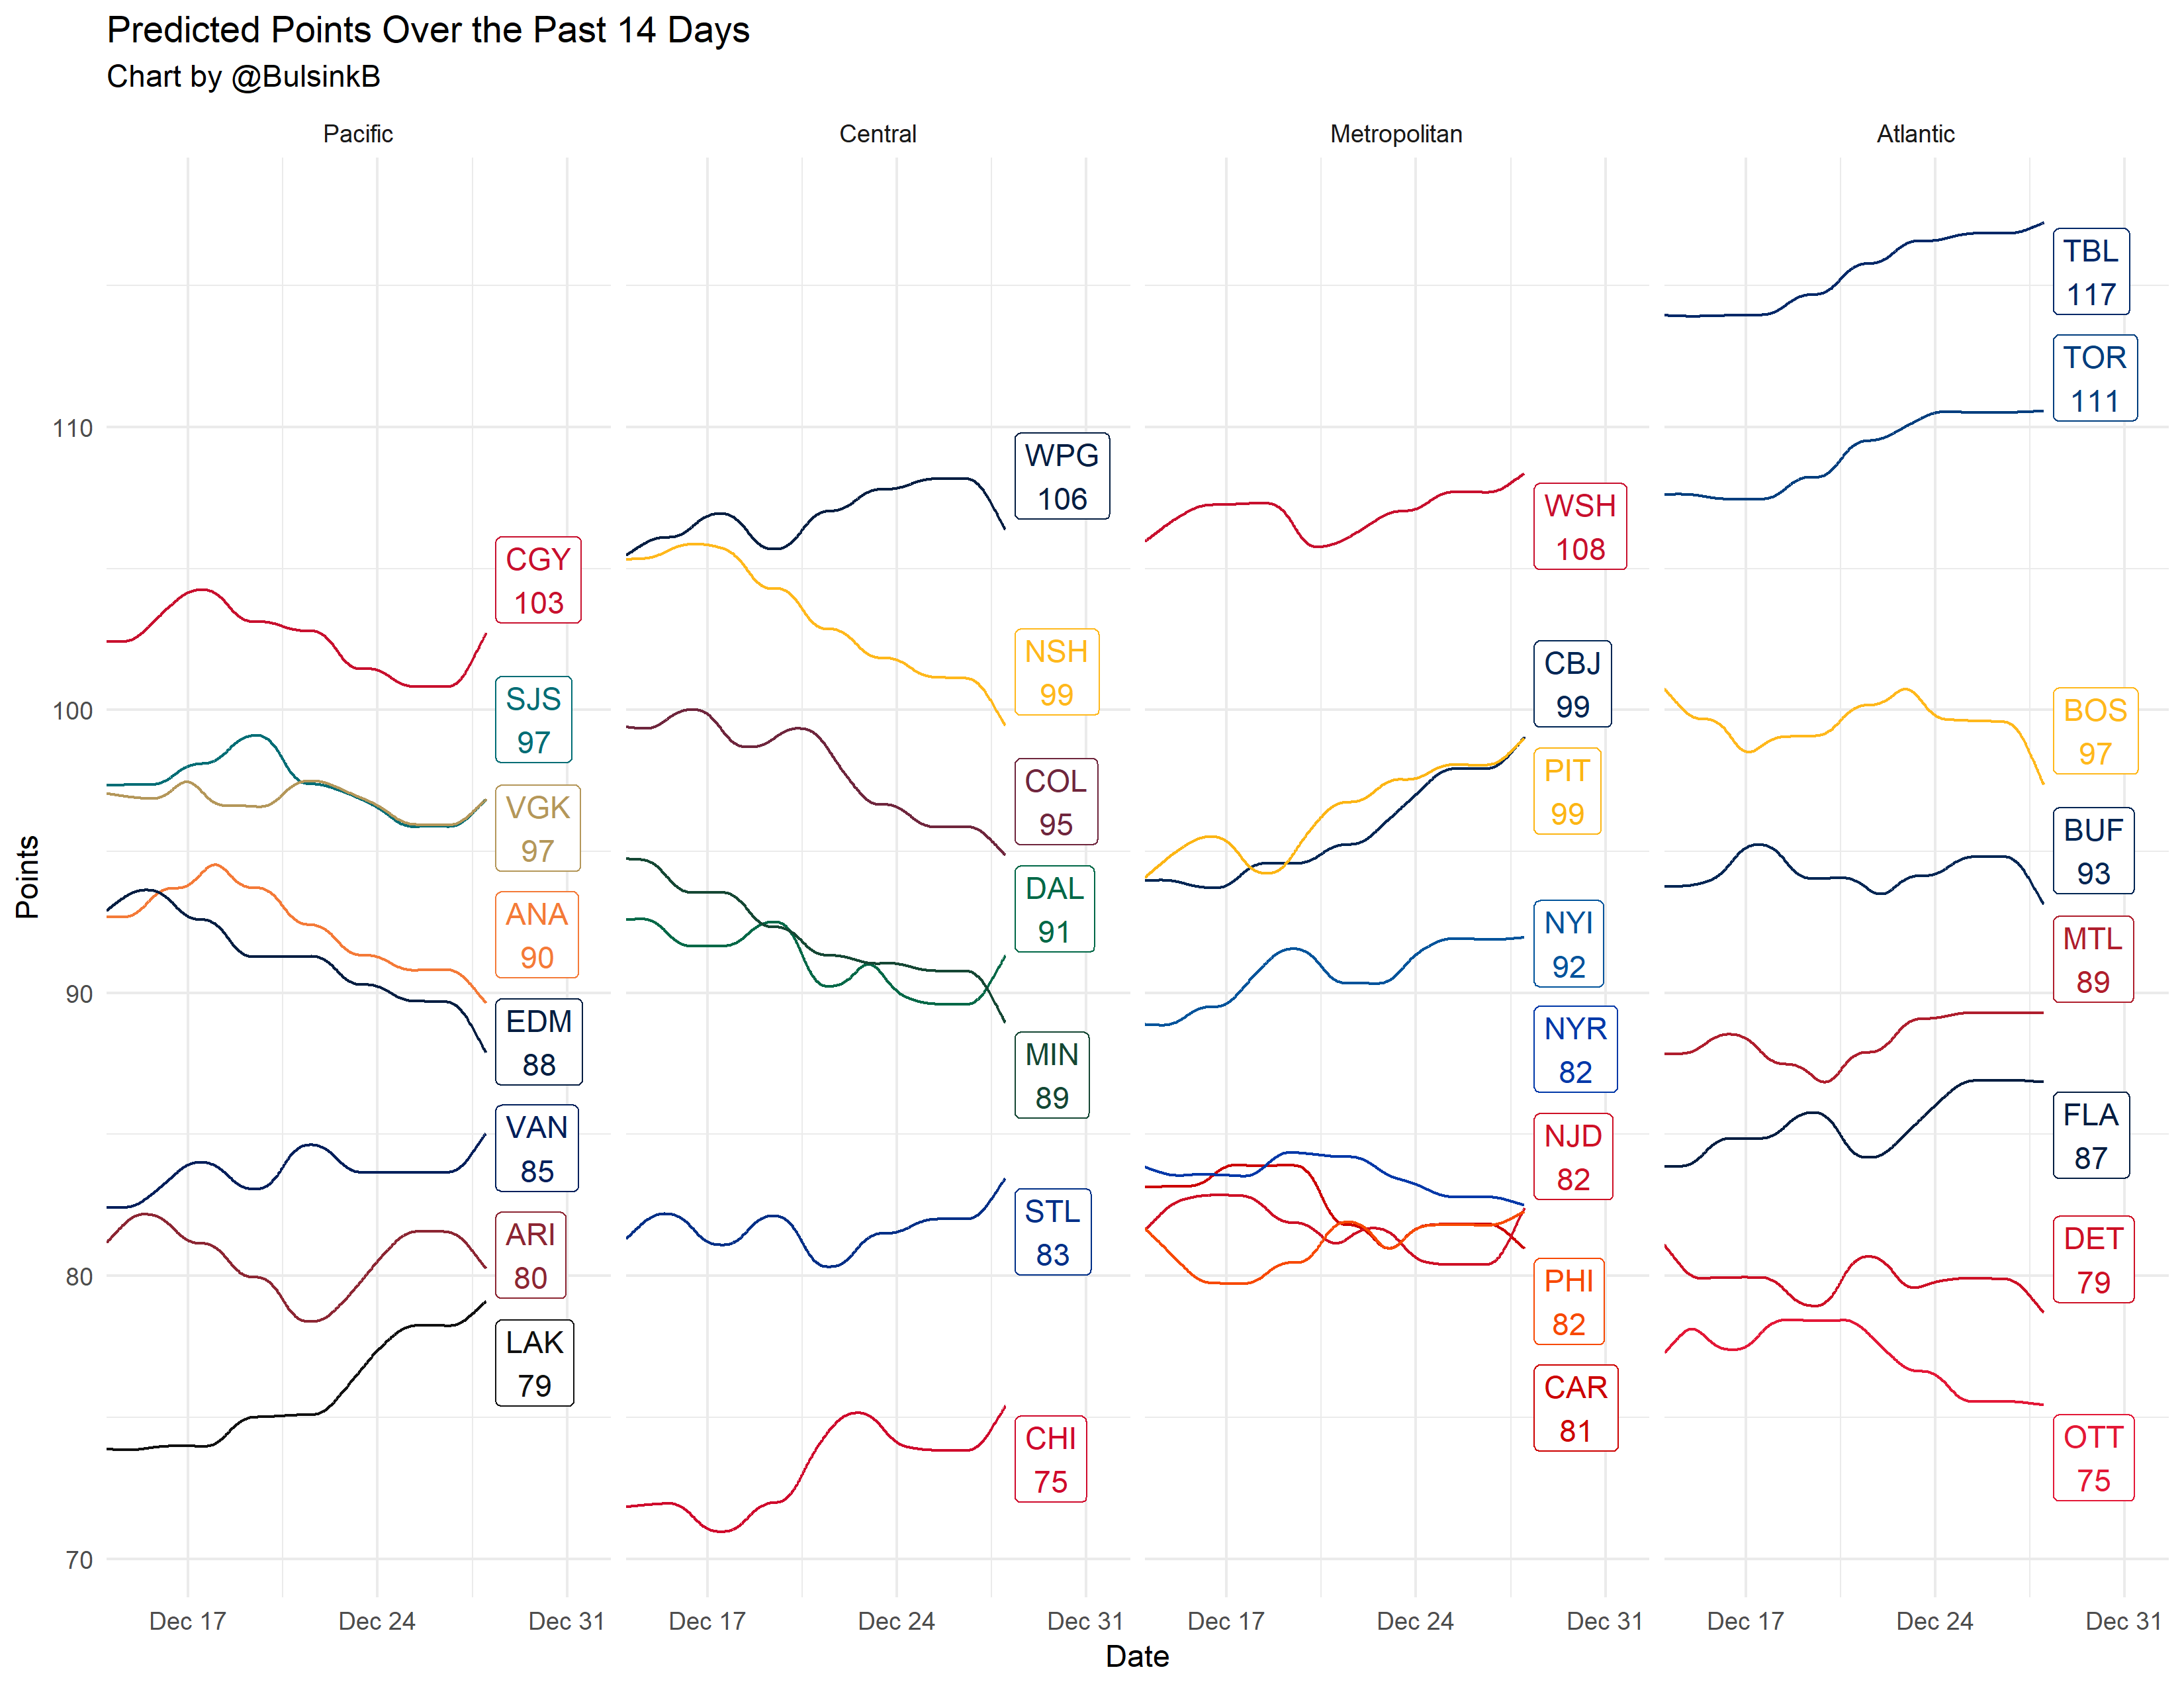 Predicted Points Over the Past 14 Days
Chart by @BulsinkB
Pacific
Central
Metropolitan
Atlantic
Points
110
100
90
80
70
CGY
103
SJS
97
VGK
97
ANA
90
EDM
88
VAN
85
ARI
80
LAK
79
WPG
106
NSH
99
COL
95
DAL
91
MIN
89
STL
83
CHI
75
WSH
108
CBJ
99
PIT
99
NYI
92
NYR
82
NJD
82
PHI
82
CAR
81
TBL
117
TOR
111
BOS
97
BUF
93
MTL
89
FLA
87
DET
79
OTT
75
Dec 17
Dec 24
Dec 31
Dec 17
Dec 24
Dec 31
Dec 17
Dec 24
Dec 31
Dec 17
Dec 24
Dec 31
Date